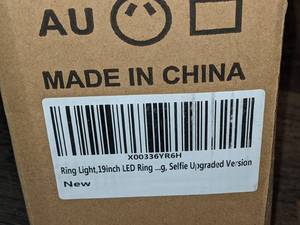 AU
MADE IN CHINA
X00336YR6H
Ring Light,19inch LED Ring ...g, Selfie Upgraded Version
New